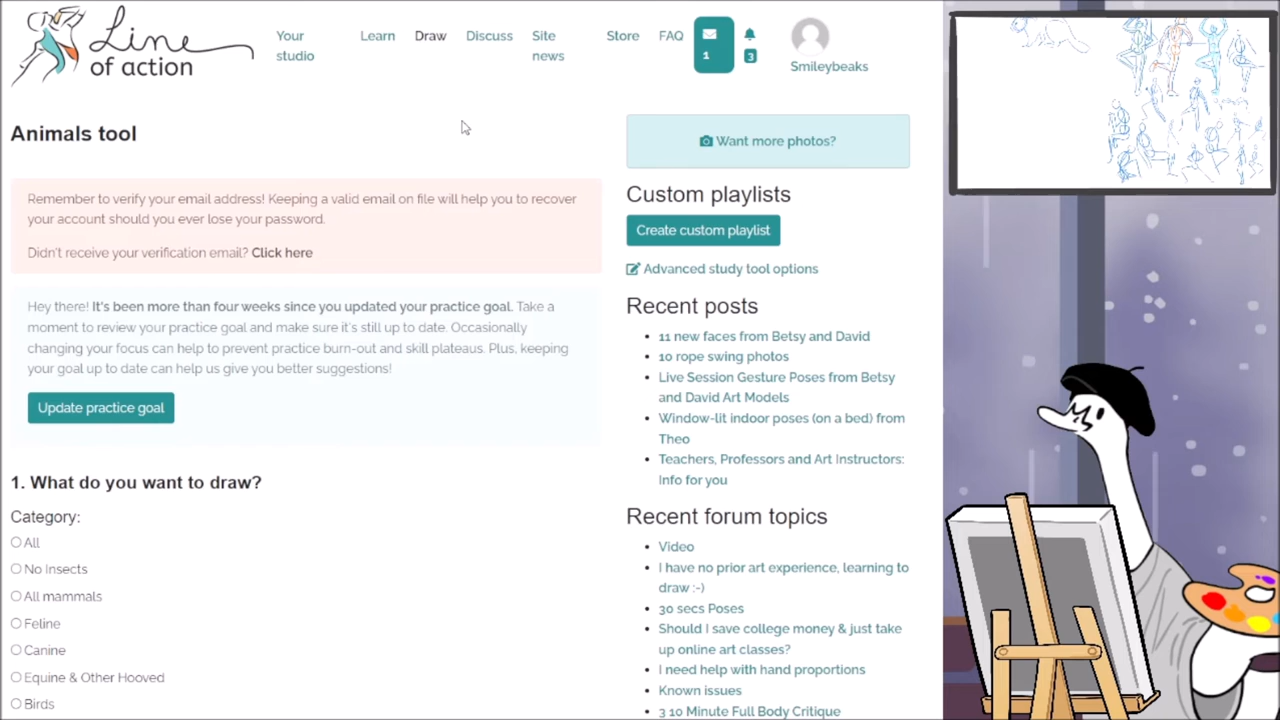 Line
of action
Your studio
Learn
Draw
Discuss
Site news
Store
FAQ
1
3
Smileybeaks
Animals tool
Remember to verify your email address! Keeping a valid email on file will help you to recover
your account should you ever lose your password.
Didn't receive your verification email? Click here
Hey there! It's been more than four weeks since you updated your practice goal. Take a
moment to review your practice goal and make sure it's still up to date. Occasionally
changing your focus can help to prevent practice burn-out and skill plateaus. Plus, keeping
your goal up to date can help us give you better suggestions!
Update practice goal
1. What do you want to draw?
Category:
All
No Insects
All mammals
Feline
Canine
Equine & Other Hooved
Birds
Want more photos?
Custom playlists
Create custom playlist
Advanced study tool options
Recent posts
11 new faces from Betsy and David
10 rope swing photos
Live Session Gesture Poses from Betsy
and David Art Models
Window-lit indoor poses (on a bed) from
Theo
Teachers, Professors and Art Instructors:
Info for you
Recent forum topics
Video
I have no prior art experience, learning to
draw :-)
30 secs Poses
Should I save college money & just take
up online art classes?
I need help with hand proportions
Known issues
3 10 Minute Full Body Critique